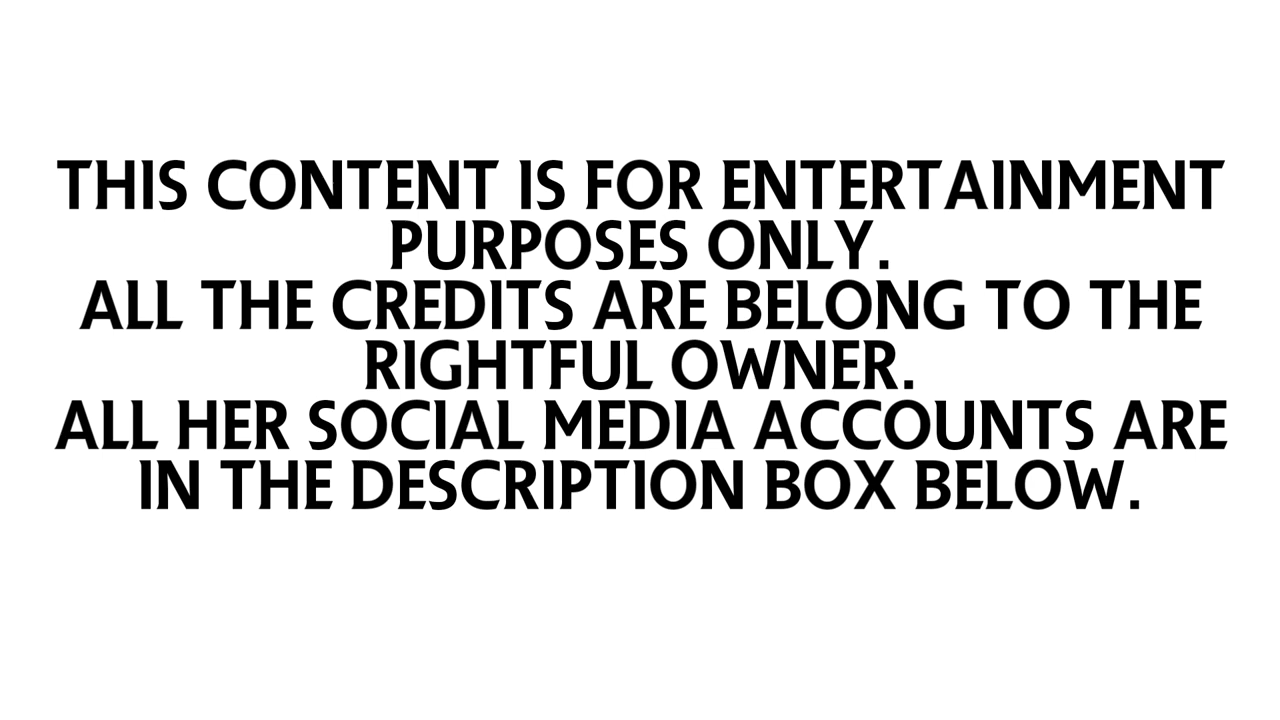 THIS CONTENT IS FOR ENTERTAINMENT
PURPOSES ONLY.
ALL THE CREDITS ARE BELONG TO THE
RIGHTFUL OWNER.
ALL HER SOCIAL MEDIA ACCOUNTS ARE
IN THE DESCRIPTION BOX BELOW.